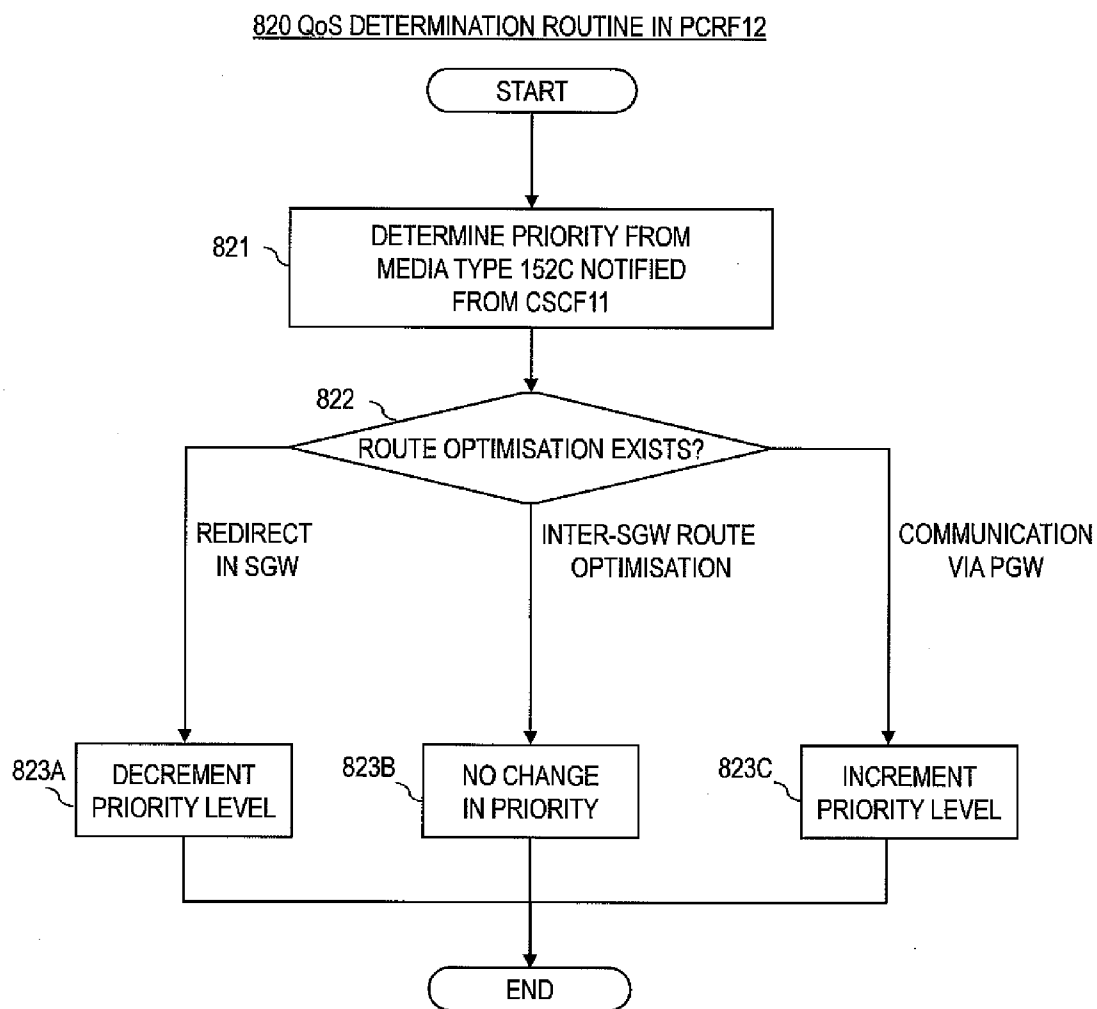 820 QoS DETERMINATION ROUTINE IN PCRF12
START
821
DETERMINE PRIORITY FROM
MEDIA TYPE 152C NOTIFIED
FROM CSCF11
822
ROUTE OPTIMISATION EXISTS?
REDIRECT
IN SGW
INTER-SGW ROUTE
OPTIMISATION
COMMUNICATION
VIA PGW
823A
DECREMENT
PRIORITY LEVEL
823B
NO CHANGE
IN PRIORITY
823C
INCREMENT
PRIORITY LEVEL
END